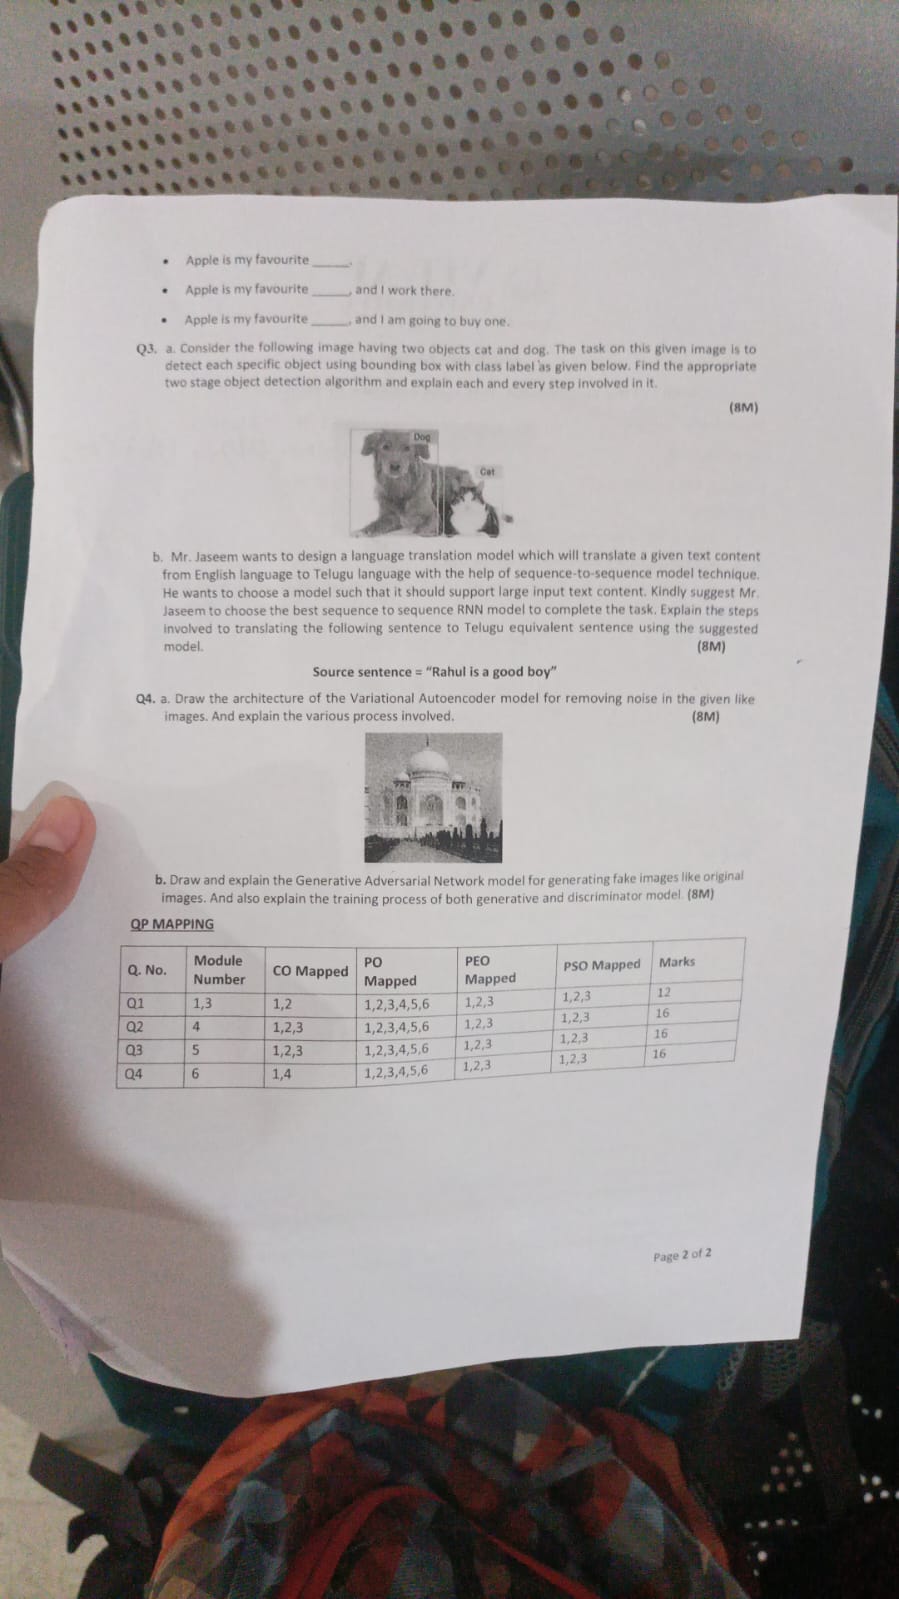 • Apple is my favourite ______.
• Apple is my favourite ______, and I work there.
• Apple is my favourite ______, and I am going to buy one.
Q3. a. Consider the following image having two objects cat and dog. The task on this given image is to
detect each specific object using bounding box with class label as given below. Find the appropriate
two stage object detection algorithm and explain each and every step involved in it.
(8M)
Dog
Cat
b. Mr. Jaseem wants to design a language translation model which will translate a given text content
from English language to Telugu language with the help of sequence-to-sequence model technique.
He wants to choose a model such that it should support large input text content. Kindly suggest Mr.
Jaseem to choose the best sequence to sequence RNN model to complete the task. Explain the steps
involved to translating the following sentence to Telugu equivalent sentence using the suggested
model. (8M)
Source sentence = “Rahul is a good boy”
Q4. a. Draw the architecture of the Variational Autoencoder model for removing noise in the given like
images. And explain the various process involved. (8M)
b. Draw and explain the Generative Adversarial Network model for generating fake images like original
images. And also explain the training process of both generative and discriminator model. (8M)
QP MAPPING
Q. No. Module Number CO Mapped PO Mapped PEO Mapped PSO Mapped Marks
Q1 1,3 1,2 1,2,3,4,5,6 1,2,3 1,2,3 12
Q2 4 1,2,3 1,2,3,4,5,6 1,2,3 1,2,3 16
Q3 5 1,2,3 1,2,3,4,5,6 1,2,3 1,2,3 16
Q4 6 1,4 1,2,3,4,5,6 1,2,3 1,2,3 16
Page 2 of 2